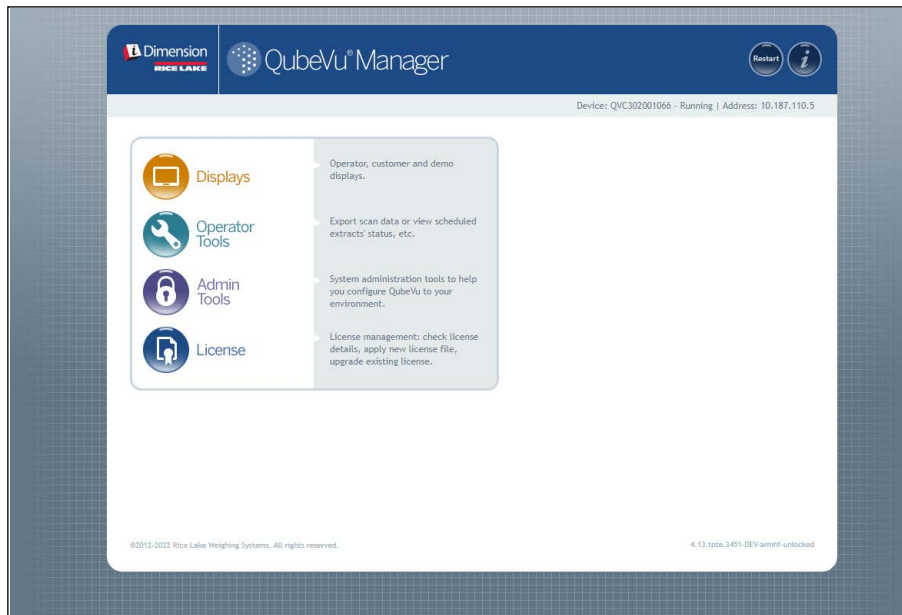 iDimension
RICE LAKE
QubeVu® Manager
Restart
i
Device: QVC302001066 - Running | Address: 10.187.110.5
Displays
Operator, customer and demo
displays.
Operator
Tools
Export scan data or view scheduled
extracts' status, etc.
Admin
Tools
System administration tools to help
you configure QubeVu to your
environment.
License
License management: check license
details, apply new license file,
upgrade existing license.
©2012-2022 Rice Lake Weighing Systems. All rights reserved.
4.13.tote.3451-DEV-armhf-unlocked